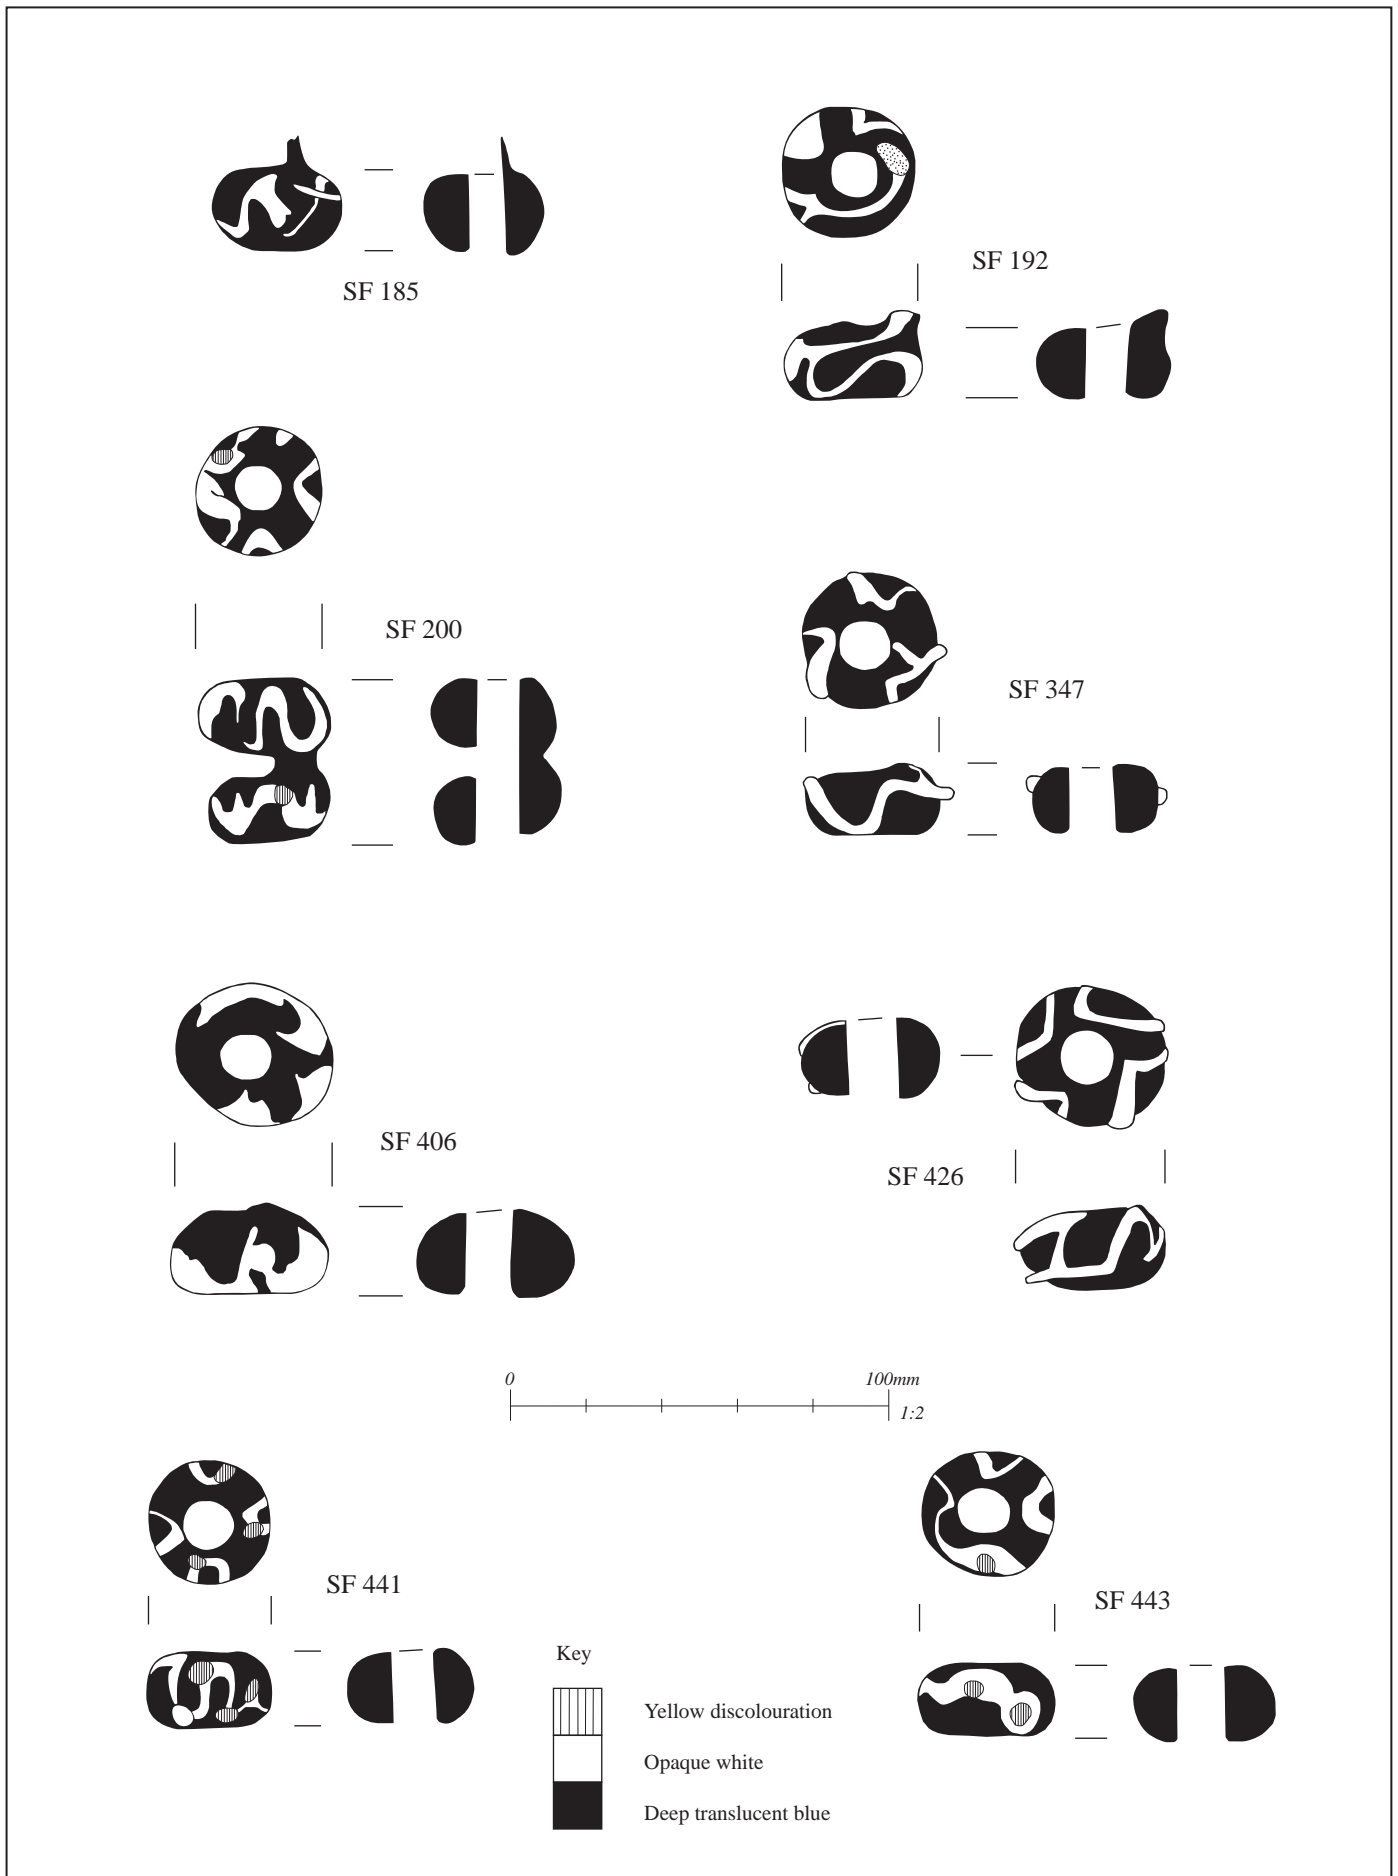 SF 185
SF 192
SF 200
SF 347
SF 406
SF 426
0 100mm
1:2
SF 441
SF 443
Key
Yellow discolouration
Opaque white
Deep translucent blue